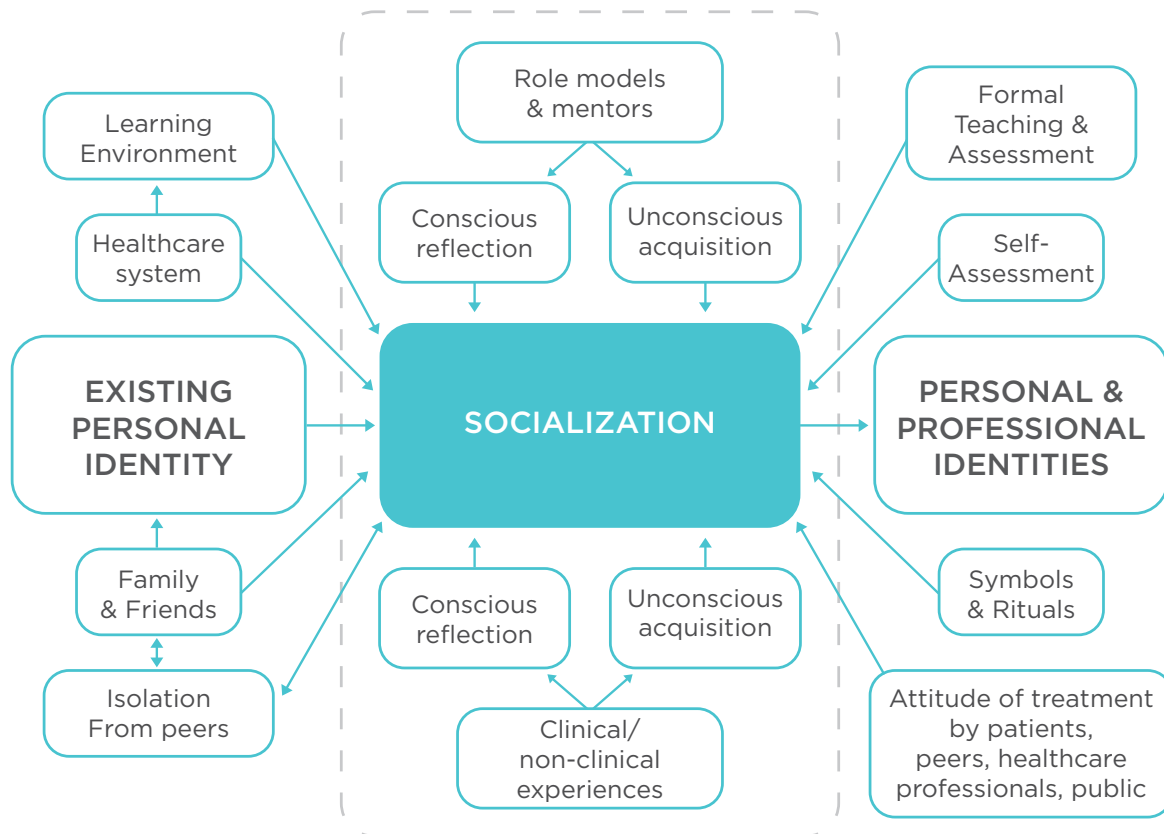 Role models
& mentors
Learning
Environment
Formal
Teaching &
Assessment
Conscious
reflection
Unconscious
acquisition
Healthcare
system
Self-
Assessment
EXISTING
PERSONAL
IDENTITY
SOCIALIZATION
PERSONAL &
PROFESSIONAL
IDENTITIES
Family
& Friends
Conscious
reflection
Unconscious
acquisition
Symbols
& Rituals
Isolation
From peers
Clinical/
non-clinical
experiences
Attitude of treatment
by patients,
peers, healthcare
professionals, public